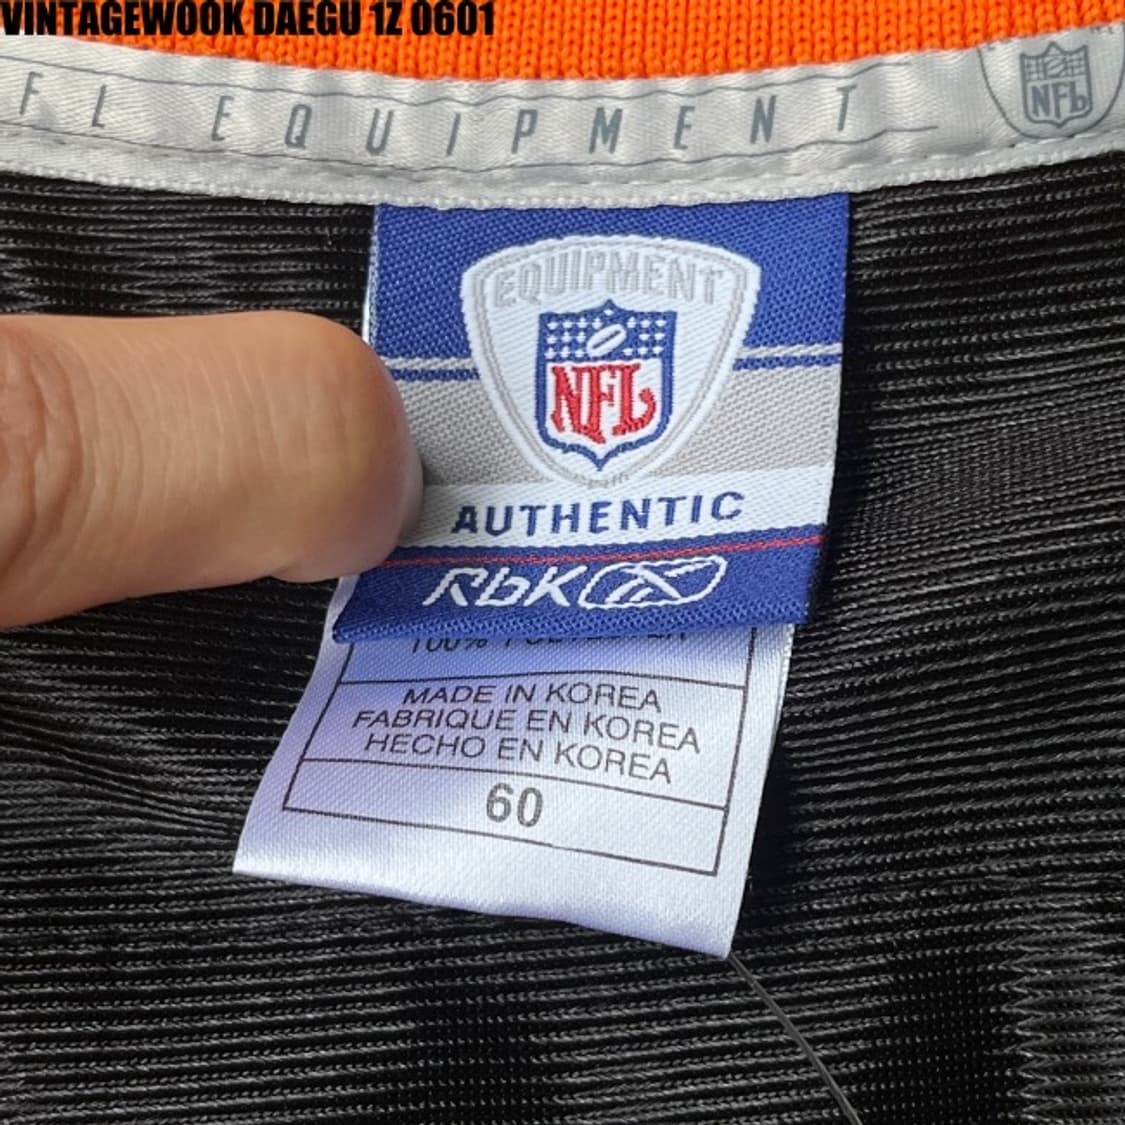 VINTAGEWOOK DAEGU 1Z 0601
FL EQUIPMENT
NFL
EQUIPMENT
NFL
AUTHENTIC
RbK
100%
MADE IN KOREA
FABRIQUE EN KOREA
HECHO EN KOREA
60